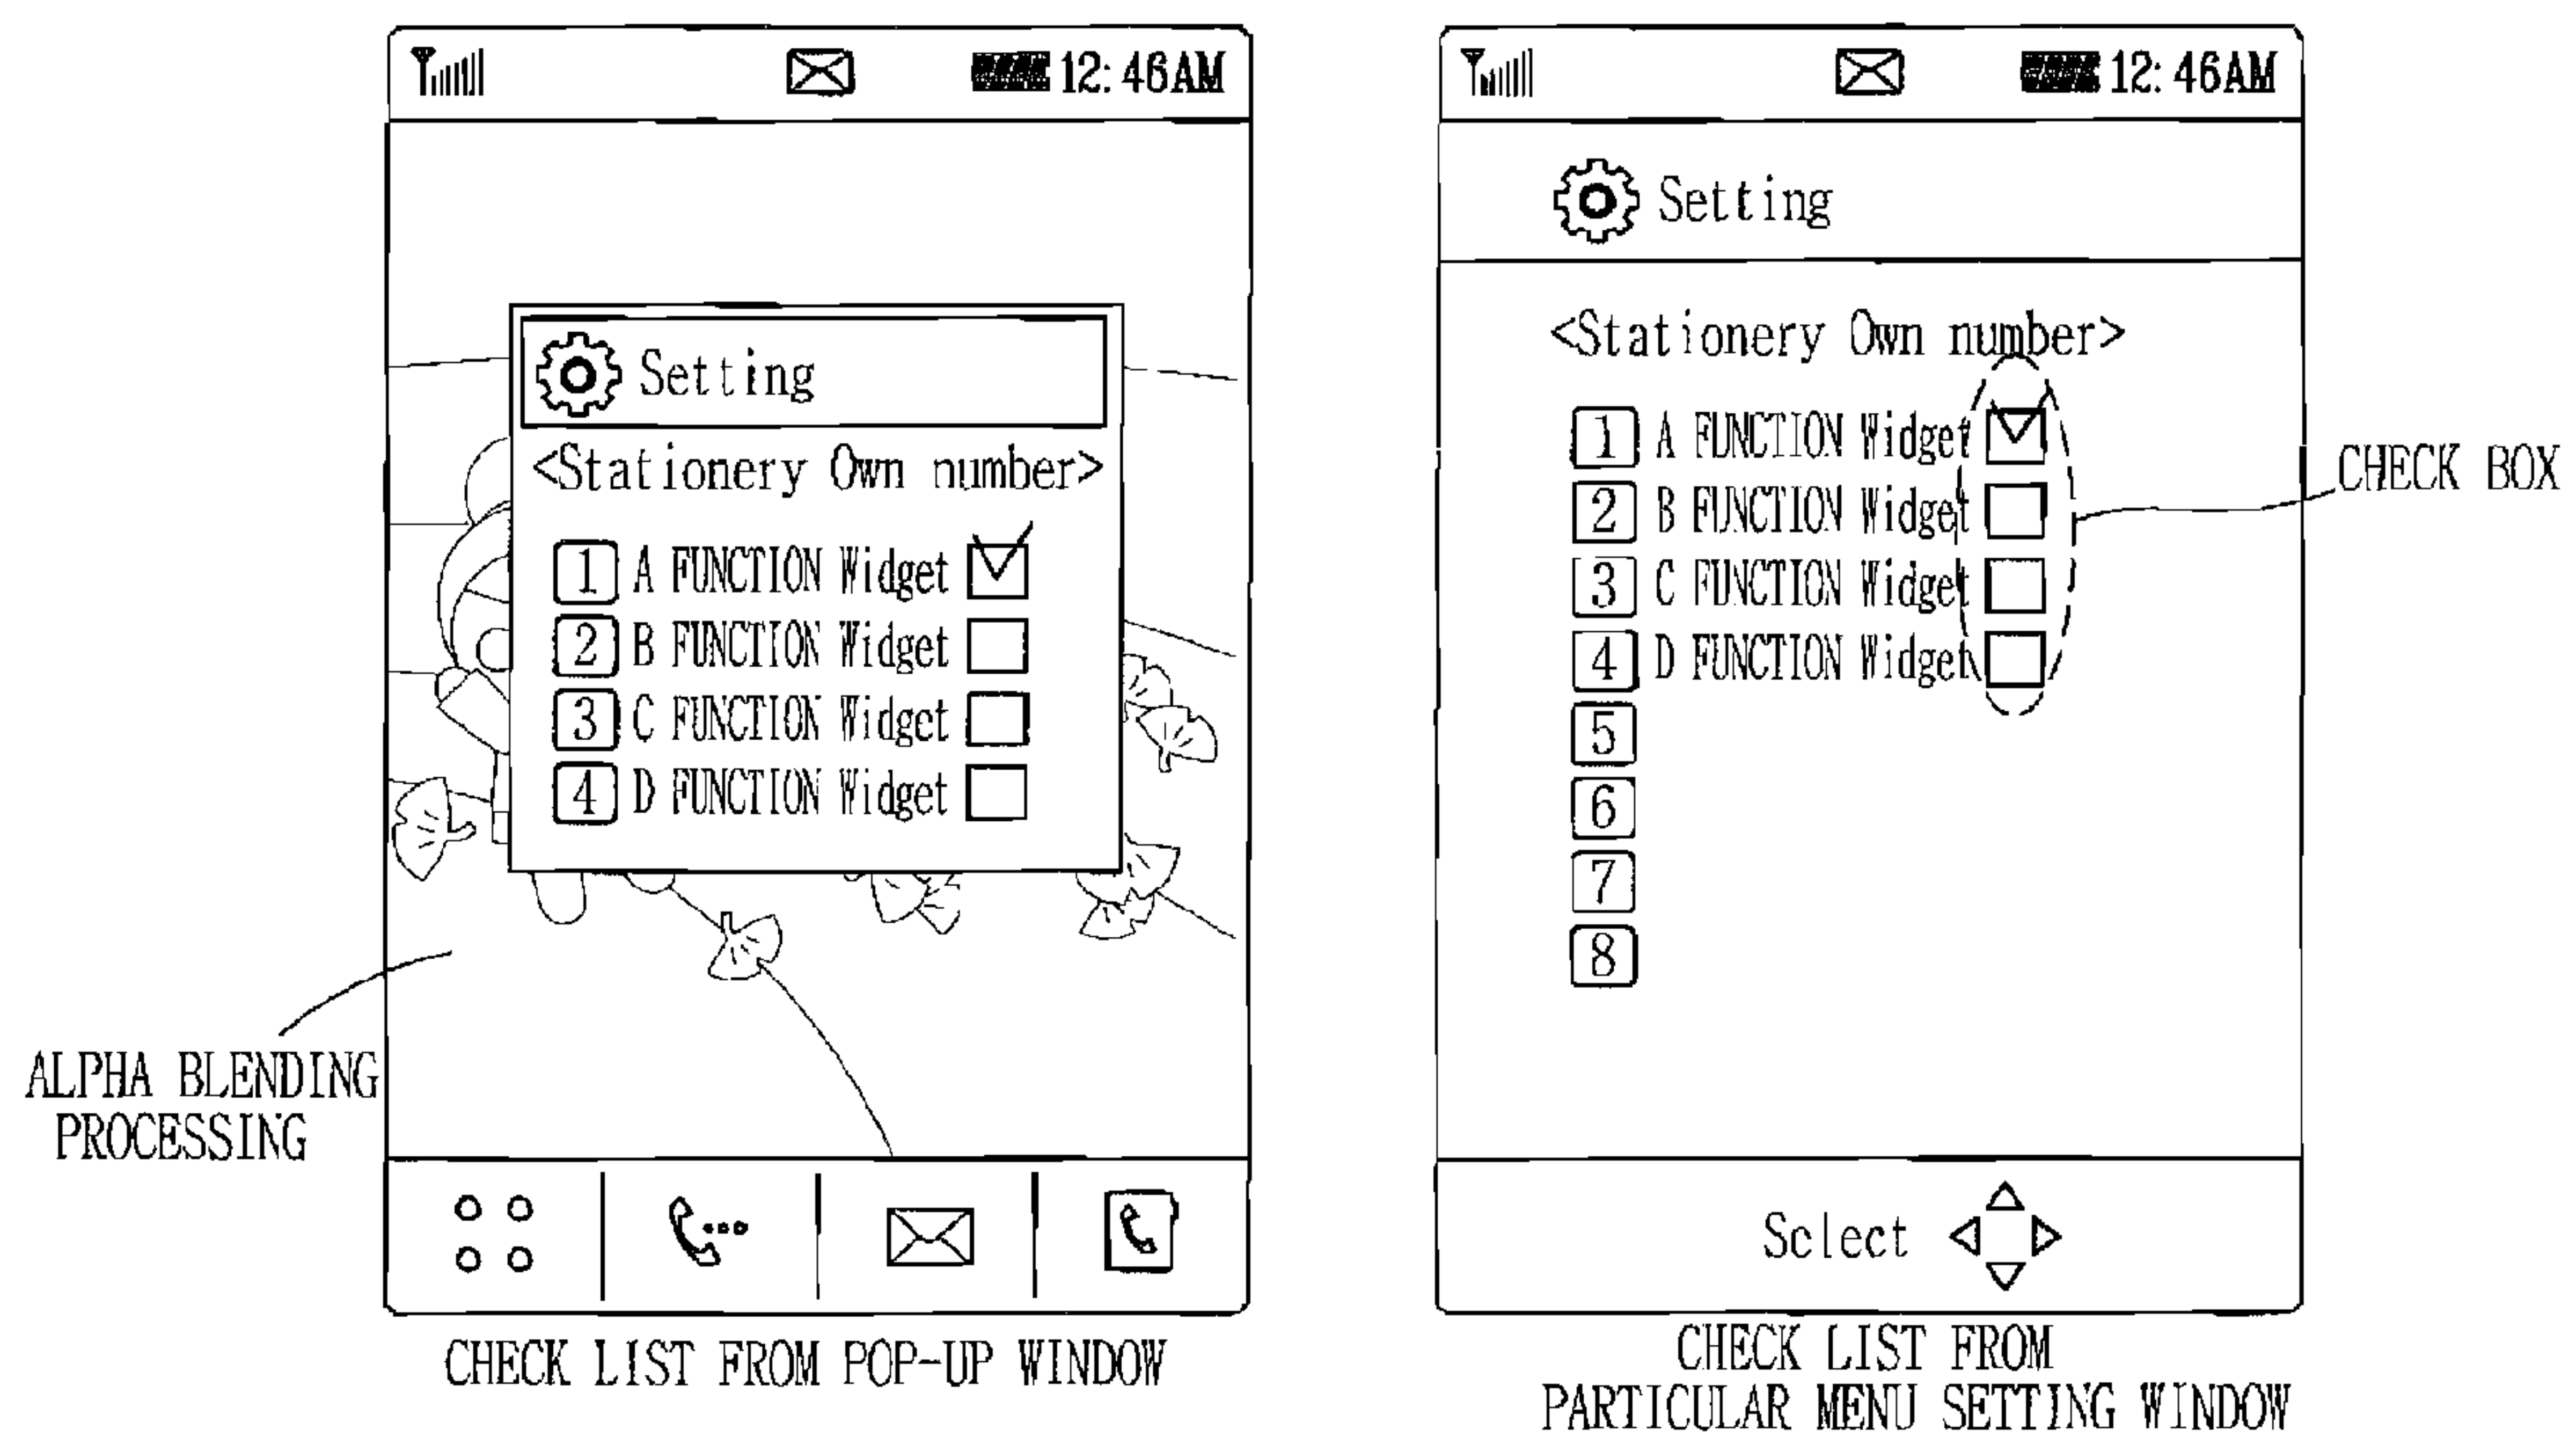 12:46AM
Setting
<Stationery Own number>
1 A FUNCTION Widget
2 B FUNCTION Widget
3 C FUNCTION Widget
4 D FUNCTION Widget
ALPHA BLENDING
PROCESSING
CHECK LIST FROM POP-UP WINDOW
12:46AM
Setting
<Stationery Own number>
1 A FUNCTION Widget
2 B FUNCTION Widget
3 C FUNCTION Widget
4 D FUNCTION Widget
5
6
7
8
CHECK BOX
Select
CHECK LIST FROM
PARTICULAR MENU SETTING WINDOW